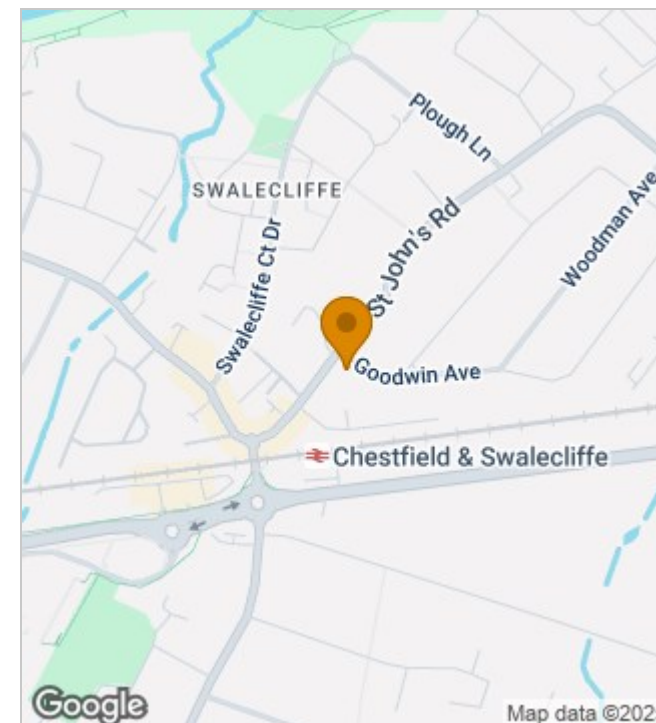 Plough Ln
SWALECLIFFE
Woodman Ave
St John's Rd
Swalecliffe Ct Dr
Goodwin Ave
Chestfield & Swalecliffe
Google
Map data ©202